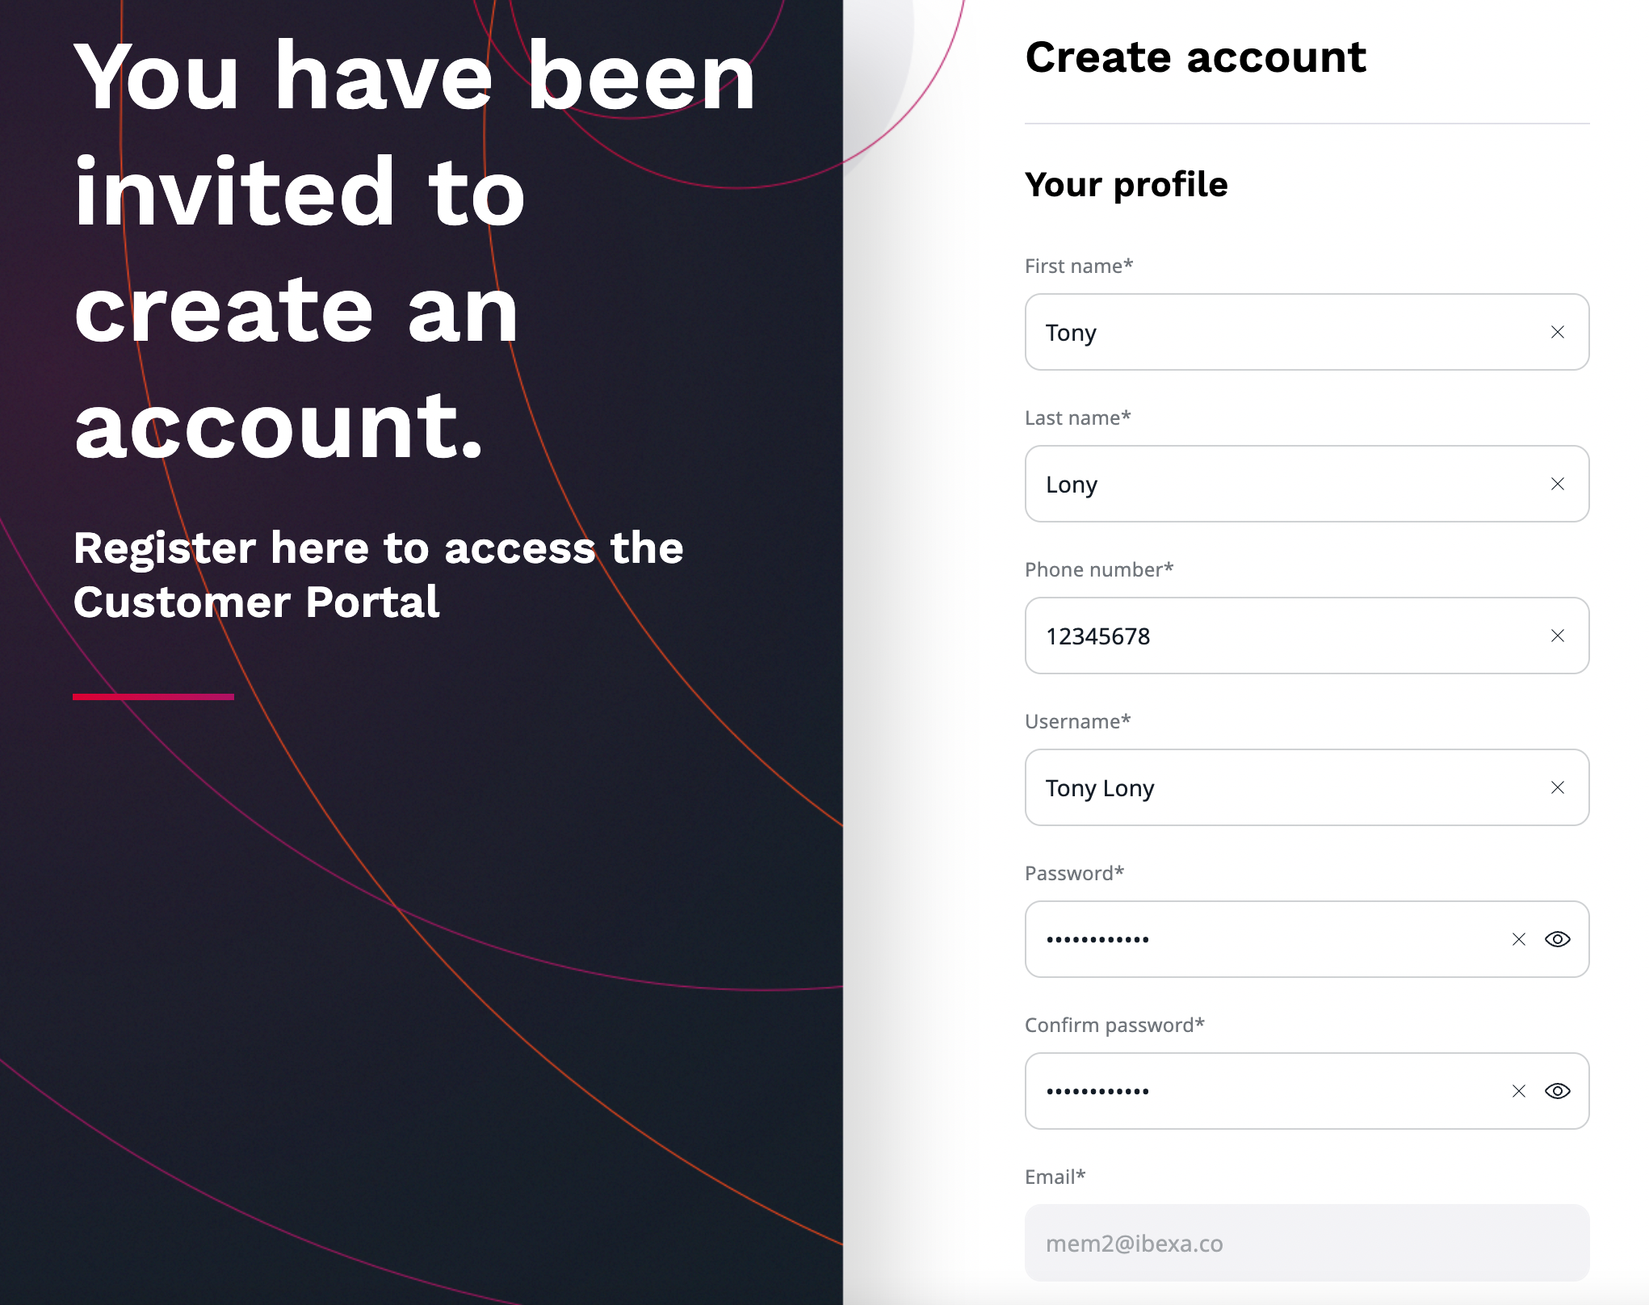 You have been
invited to
create an
account.
Register here to access the
Customer Portal
Create account
Your profile
First name*
Tony
Last name*
Lony
Phone number*
12345678
Username*
Tony Lony
Password*
••••••••••••
Confirm password*
••••••••••••
Email*
mem2@ibexa.co